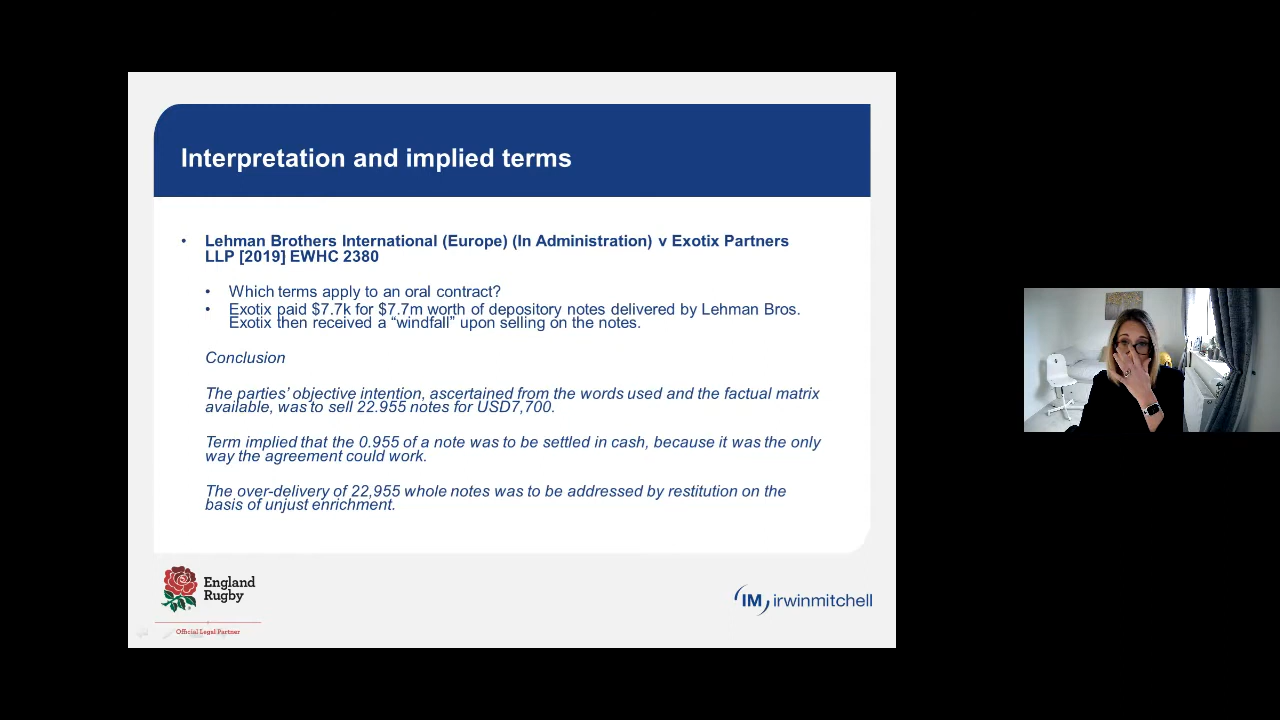 Interpretation and implied terms
• Lehman Brothers International (Europe) (In Administration) v Exotix Partners
LLP [2019] EWHC 2380
• Which terms apply to an oral contract?
• Exotix paid $7.7k for $7.7m worth of depository notes delivered by Lehman Bros.
Exotix then received a “windfall” upon selling on the notes.
Conclusion
The parties’ objective intention, ascertained from the words used and the factual matrix
available, was to sell 22.955 notes for USD7,700.
Term implied that the 0.955 of a note was to be settled in cash, because it was the only
way the agreement could work.
The over-delivery of 22,955 whole notes was to be addressed by restitution on the
basis of unjust enrichment.
England
Rugby
Official Legal Partner
IM irwinmitchell